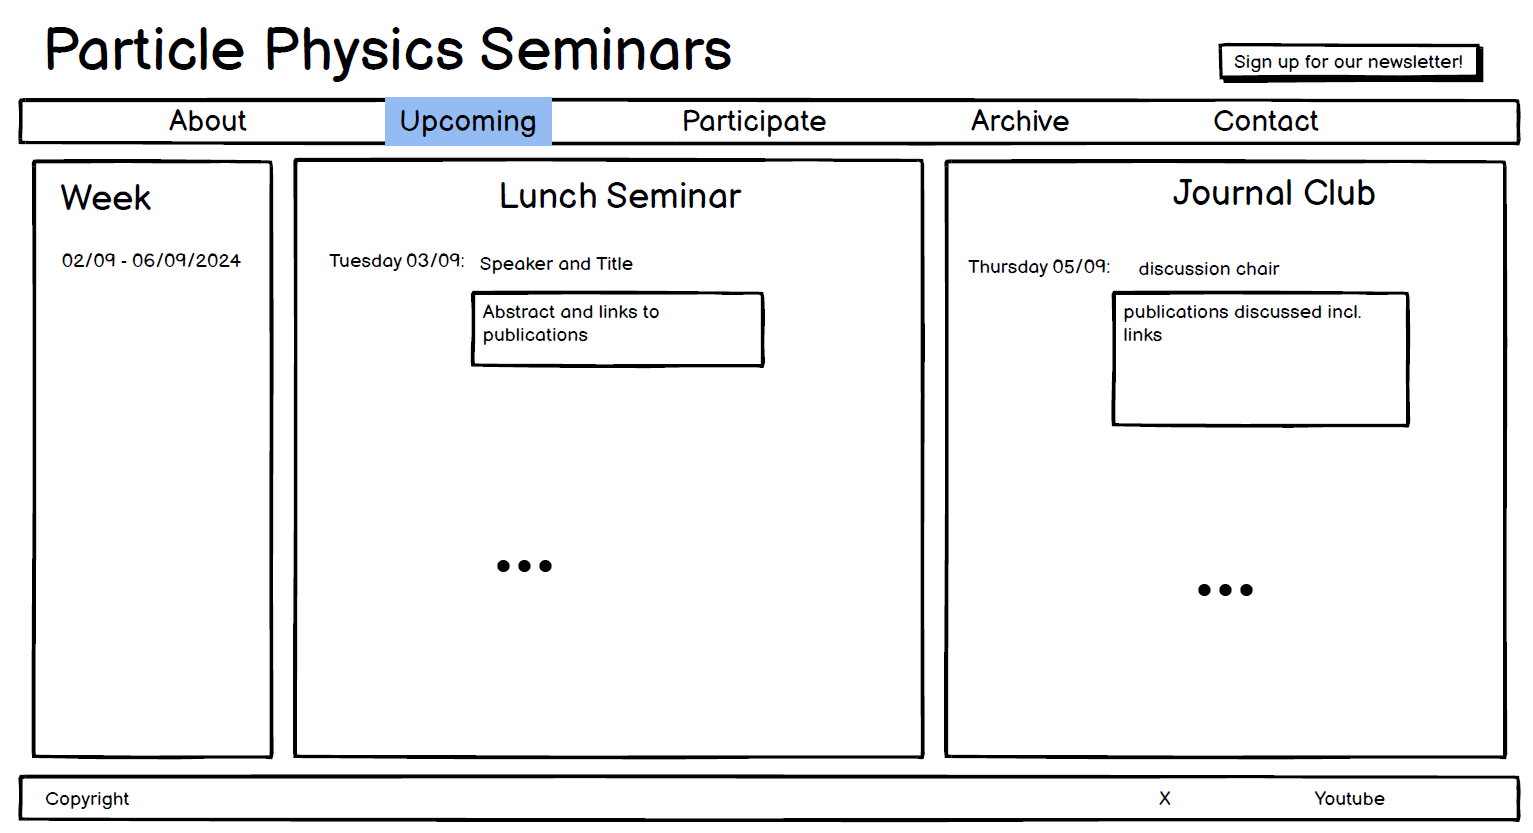 Particle Physics Seminars
Sign up for our newsletter!
About
Upcoming
Participate
Archive
Contact
Week
02/09 - 06/09/2024
Lunch Seminar
Tuesday 03/09:
Speaker and Title
Abstract and links to
publications
Journal Club
Thursday 05/09:
discussion chair
publications discussed incl.
links
Copyright
X
Youtube